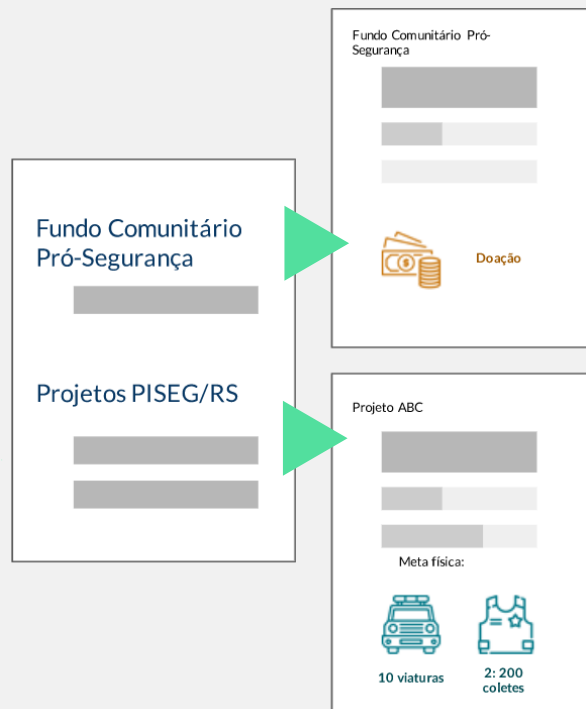 Fundo Comunitário
Pró-Segurança
Projetos PISEG/RS
Fundo Comunitário Pró-
Segurança
Doação
Projeto ABC
Meta física:
10 viaturas
2: 200
coletes